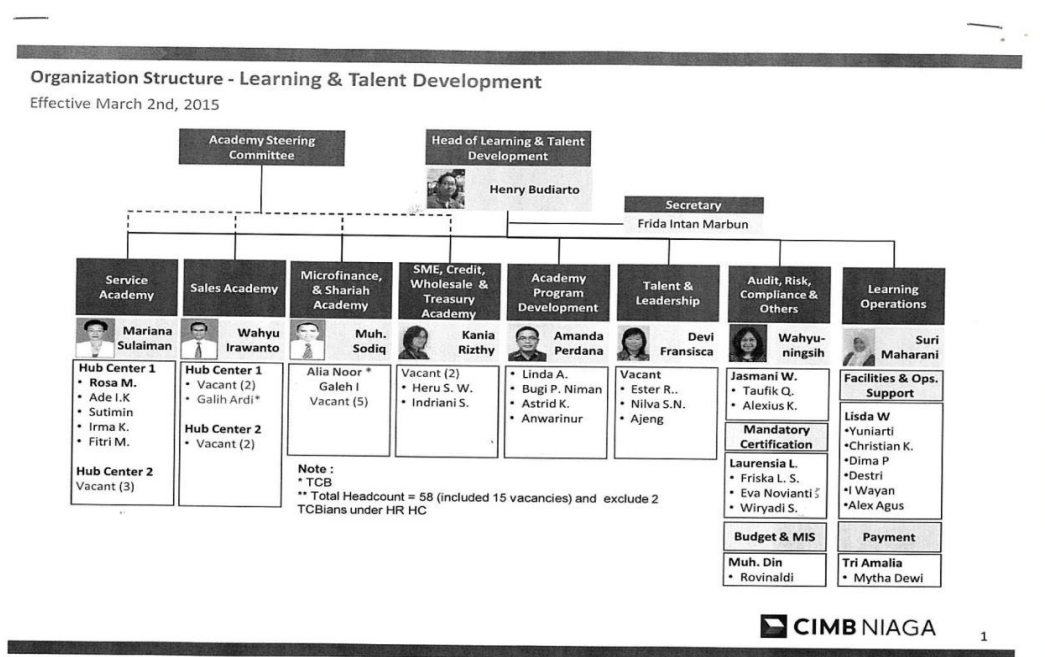 Organization Structure - Learning & Talent Development
Effective March 2nd, 2015
Academy Steering
Committee
Head of Learning & Talent
Development
Henry Budiarto
Secretary
Frida Intan Marbun
Service
Academy
Mariana
Sulaiman
Hub Center 1
• Rosa M.
• Ade I.K
• Sutimin
• Irma K.
• Fitri M.
Hub Center 2
Vacant (3)
Sales Academy
Wahyu
Irawanto
Hub Center 1
• Vacant (2)
• Galih Ardi*
Hub Center 2
• Vacant (2)
Microfinance,
& Shariah
Academy
Muh.
Sodiq
Alia Noor *
Galeh I
Vacant (5)
SME, Credit,
Wholesale &
Treasury
Academy
Kania
Rizthy
Vacant (2)
• Heru S. W.
• Indriani S.
Academy
Program
Development
Amanda
Perdana
• Linda A.
• Bugi P. Niman
• Astrid K.
• Anwarinur
Talent &
Leadership
Devi
Fransisca
Vacant
• Ester R..
• Nilva S.N.
• Ajeng
Audit, Risk,
Compliance &
Others
Wahyu-
ningsih
Jasmani W.
• Taufik Q.
• Alexius K.
Mandatory
Certification
Laurensia L.
• Friska L. S.
• Eva Novianti
• Wiryadi S.
Budget & MIS
Muh. Din
• Rovinaldi
Learning
Operations
Suri
Maharani
Facilities & Ops.
Support
Lisda W
•Yuniarti
•Christian K.
•Dima P
•Destri
•I Wayan
•Alex Agus
Payment
Tri Amalia
• Mytha Dewi
Note :
* TCB
** Total Headcount = 58 (included 15 vacancies) and exclude 2
TCBians under HR HC
CIMB NIAGA
1